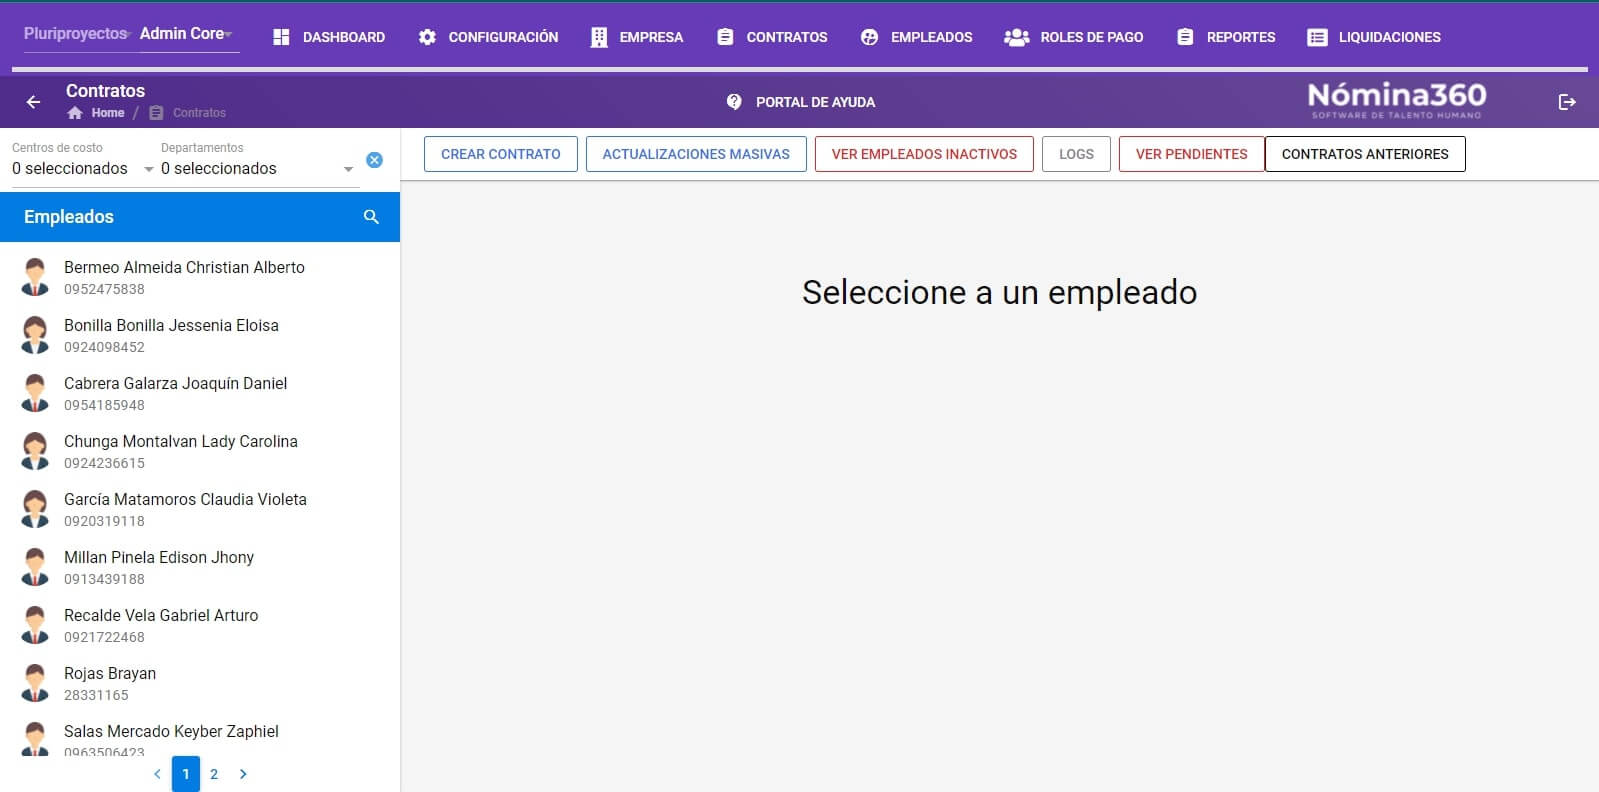 Pluriproyectos Admin Core DASHBOARD CONFIGURACIÓN EMPRESA CONTRATOS EMPLEADOS ROLES DE PAGO REPORTES LIQUIDACIONES
Contratos
Home / Contratos
PORTAL DE AYUDA
Nómina360
SOFTWARE DE TALENTO HUMANO
Centros de costo Departamentos
0 seleccionados 0 seleccionados
CREAR CONTRATO ACTUALIZACIONES MASIVAS VER EMPLEADOS INACTIVOS LOGS VER PENDIENTES CONTRATOS ANTERIORES
Empleados
Bermeo Almeida Christian Alberto
0952475838
Bonilla Bonilla Jessenia Eloisa
0924098452
Cabrera Galarza Joaquín Daniel
0954185948
Chunga Montalvan Lady Carolina
0924236615
García Matamoros Claudia Violeta
0920319118
Millan Pinela Edison Jhony
0913439188
Recalde Vela Gabriel Arturo
0921722468
Rojas Brayan
28331165
Salas Mercado Keyber Zaphiel
0963506423
1 2
Seleccione a un empleado